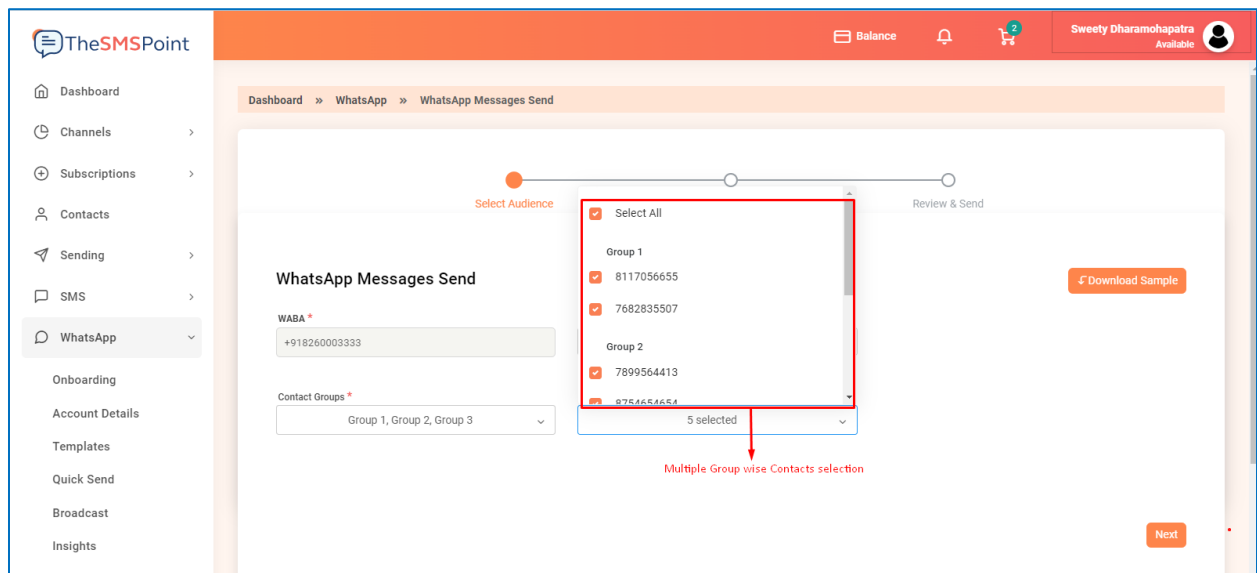 TheSMSPoint
Balance
2
Sweety Dharamohapatra
Available
Dashboard
Channels
Subscriptions
Contacts
Sending
SMS
WhatsApp
Onboarding
Account Details
Templates
Quick Send
Broadcast
Insights
Dashboard » WhatsApp » WhatsApp Messages Send
Select Audience
Review & Send
WhatsApp Messages Send
Download Sample
WABA *
+918260003333
Contact Groups *
Group 1, Group 2, Group 3
Select All
Group 1
8117056655
7682835507
Group 2
7899564413
8754654654
5 selected
Multiple Group wise Contacts selection
Next